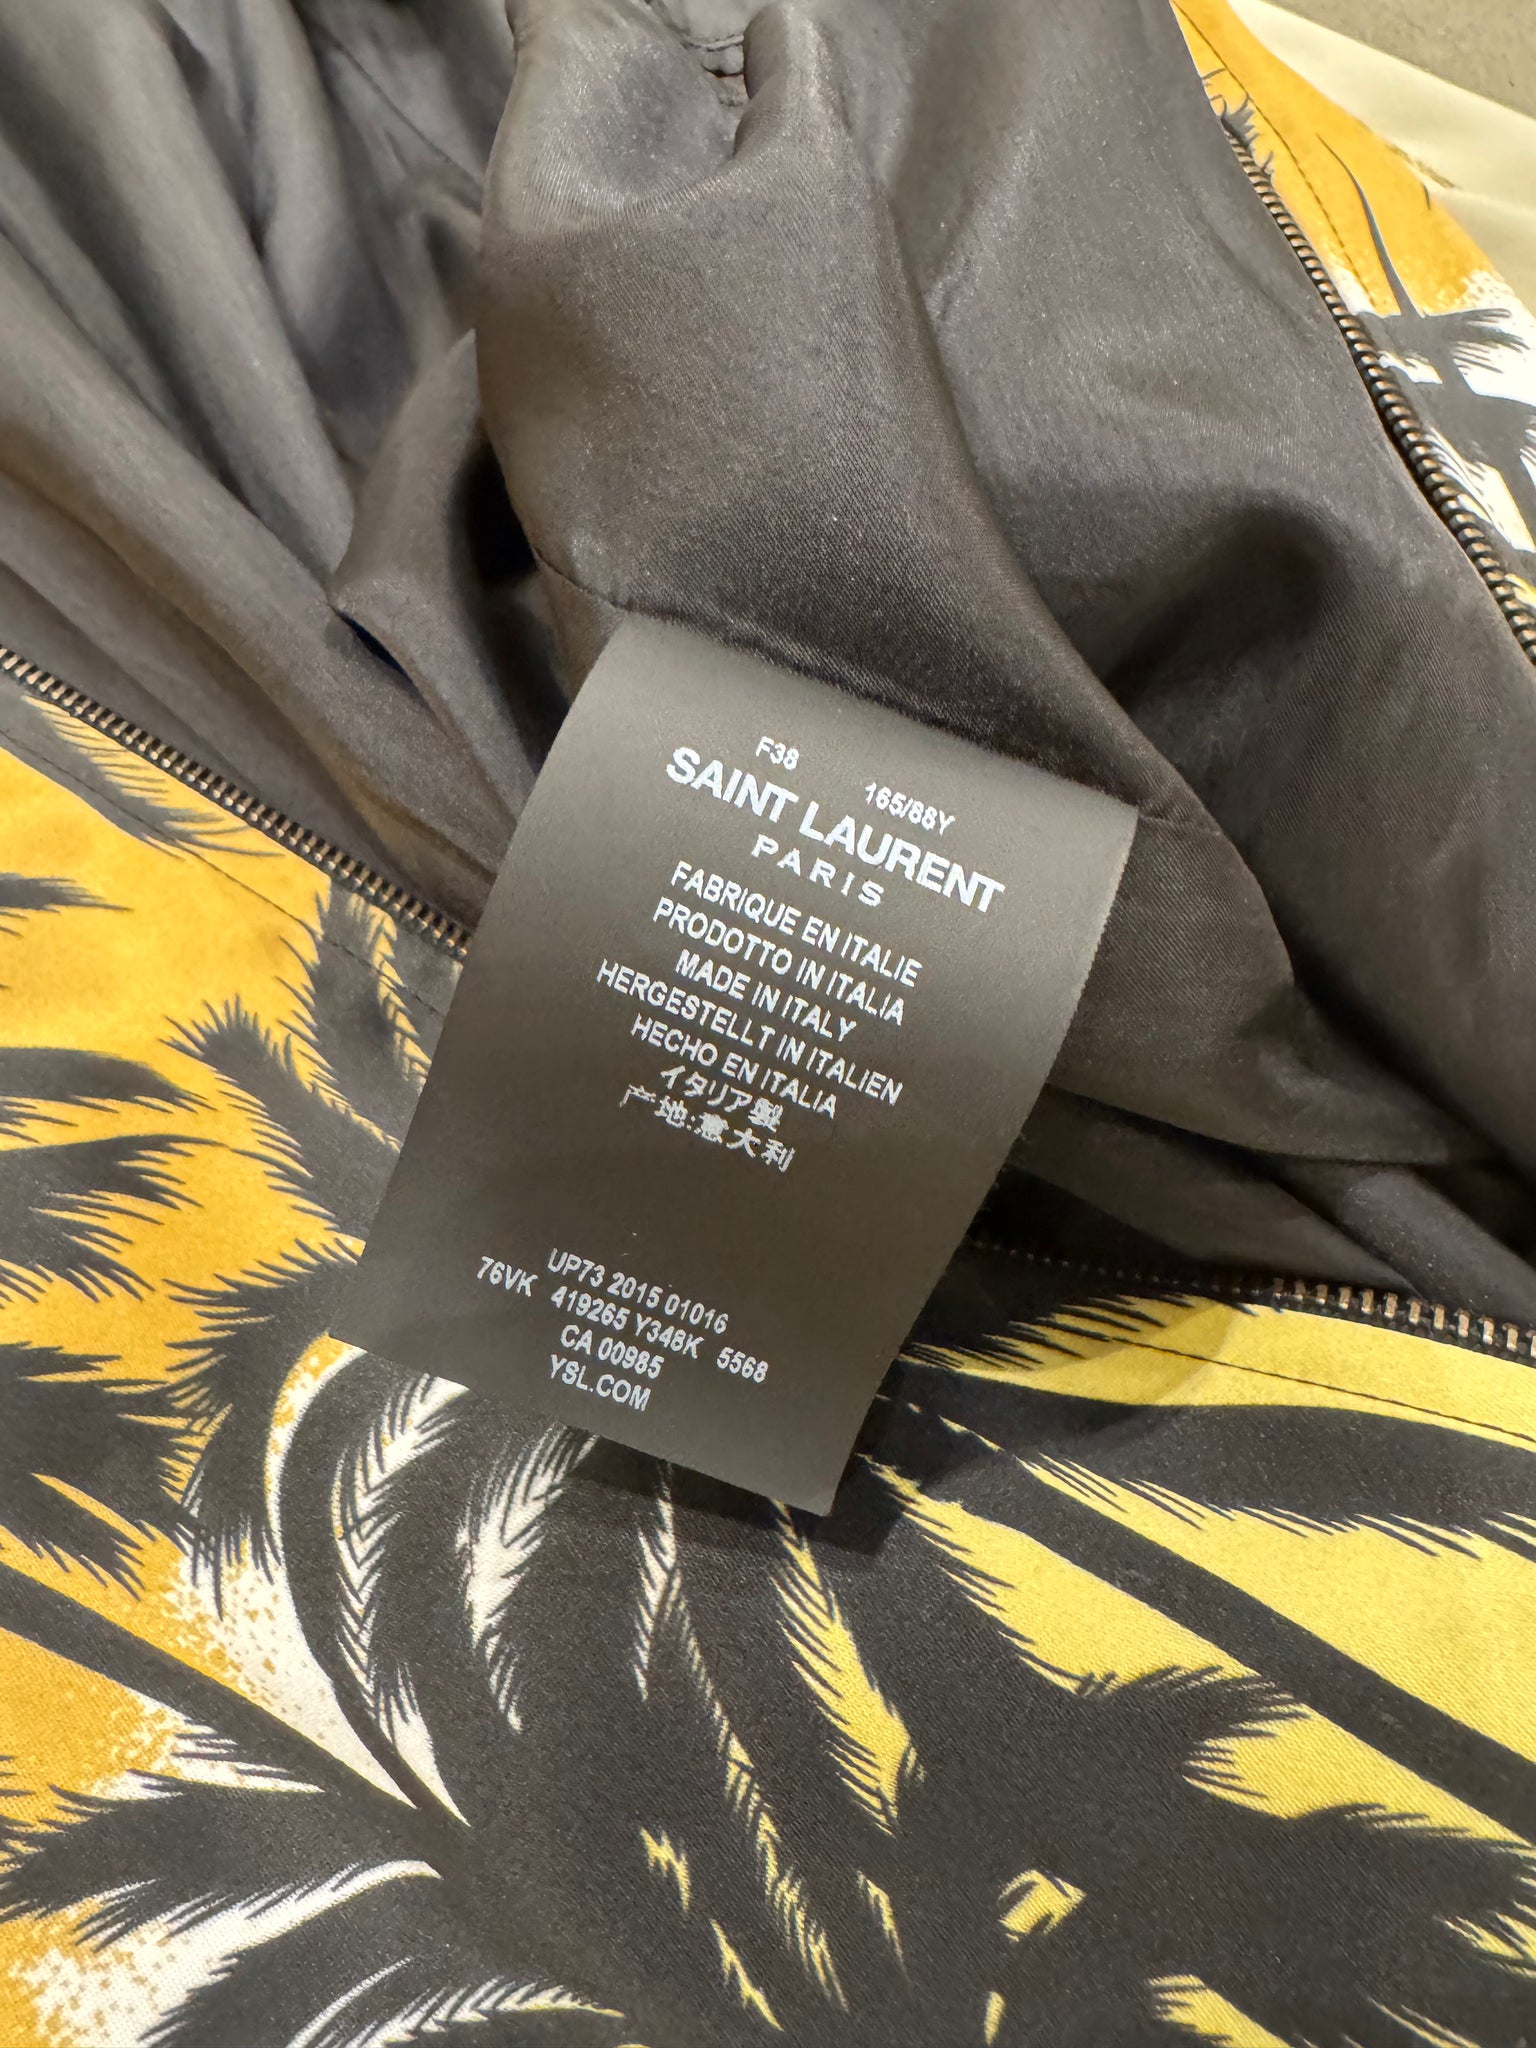 F38 165/88Y
SAINT LAURENT
PARIS
FABRIQUE EN ITALIE
PRODOTTO IN ITALIA
MADE IN ITALY
HERGESTELLT IN ITALIEN
HECHO EN ITALIA
イタリア製
产地:意大利
UP73 2015 01016
76VK 419265 Y348K 5568
CA 00985
YSL.COM